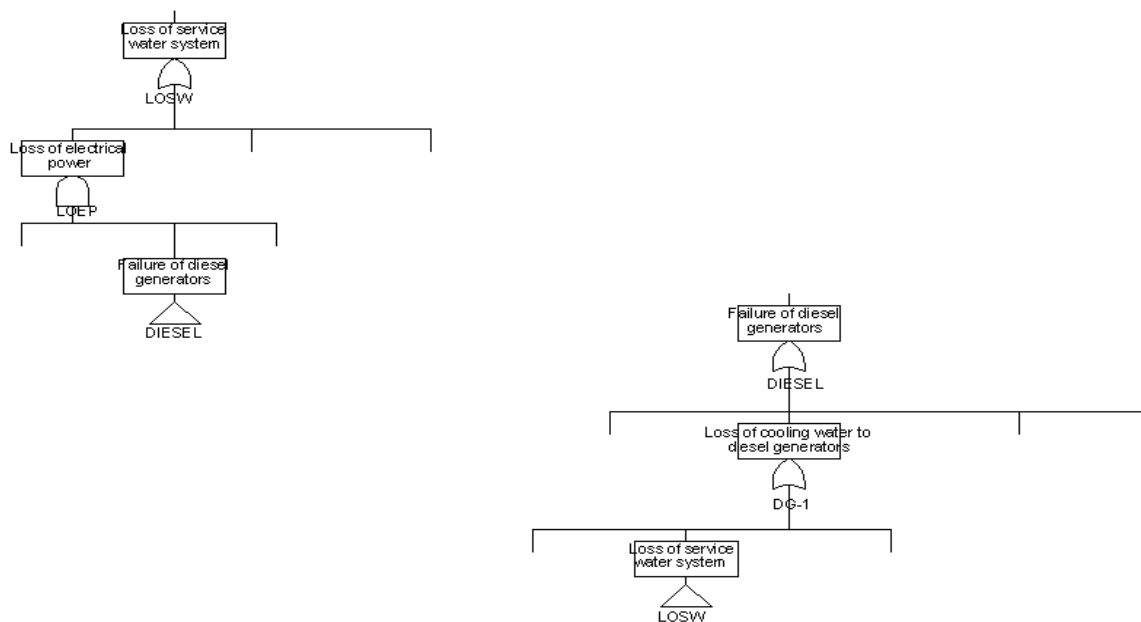 Loss of service
water system
LOSW
Loss of electrical
power
LOEP
Failure of diesel
generators
DIESEL
Failure of diesel
generators
DIESEL
Loss of cooling water to
diesel generators
DG-1
Loss of service
water system
LOSW